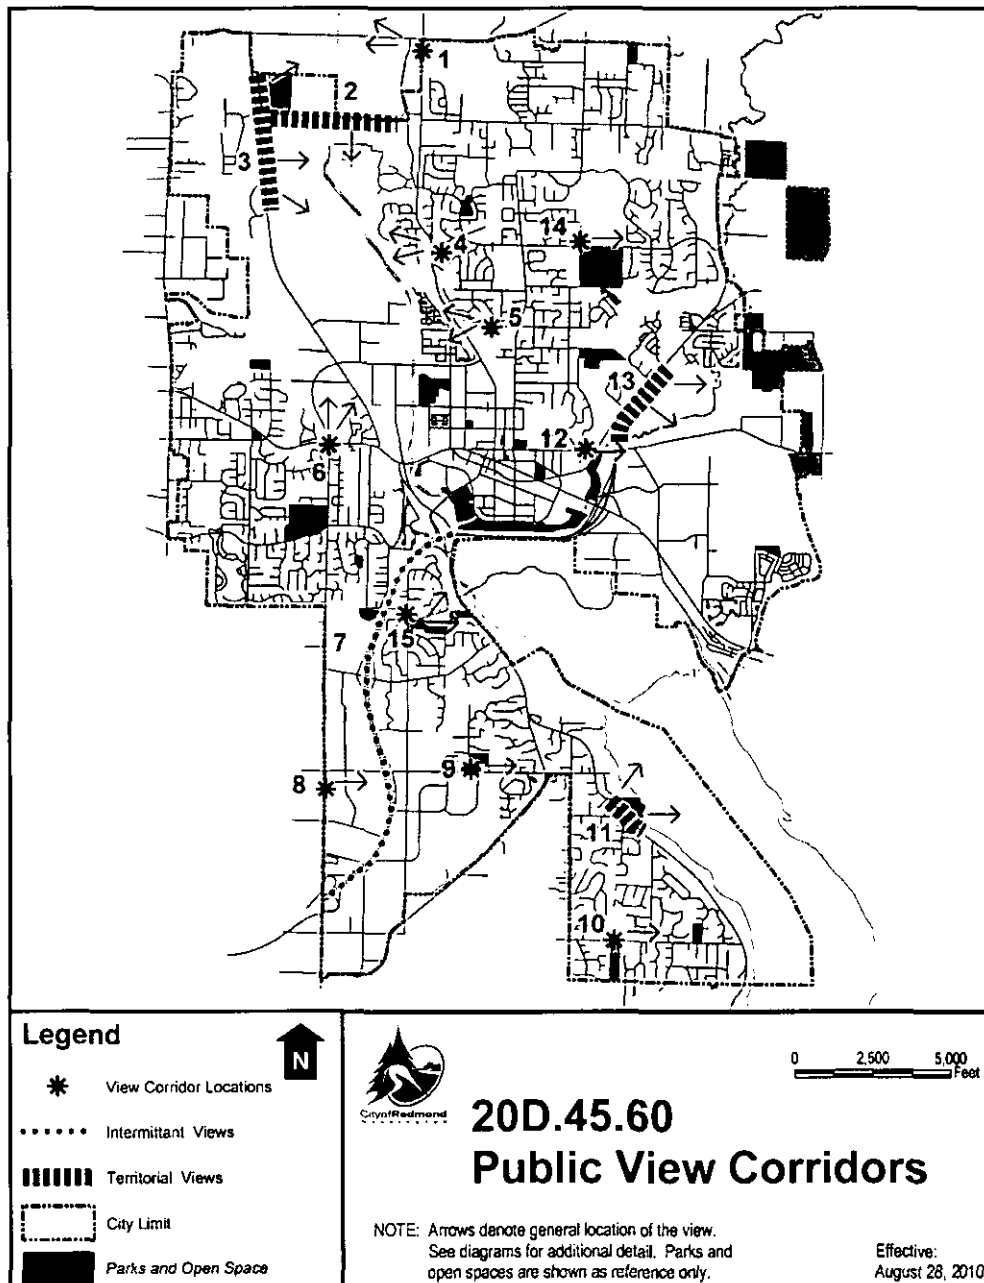 1
2
3
4
14
5
13
12
6
15
7
9
8
11
10
Legend
N
View Corridor Locations
Intermittant Views
Territorial Views
City Limit
Parks and Open Space
CityofRedmond
0 2,500 5,000
Feet
20D.45.60
Public View Corridors
NOTE: Arrows denote general location of the view.
See diagrams for additional detail. Parks and
open spaces are shown as reference only.
Effective:
August 28, 2010